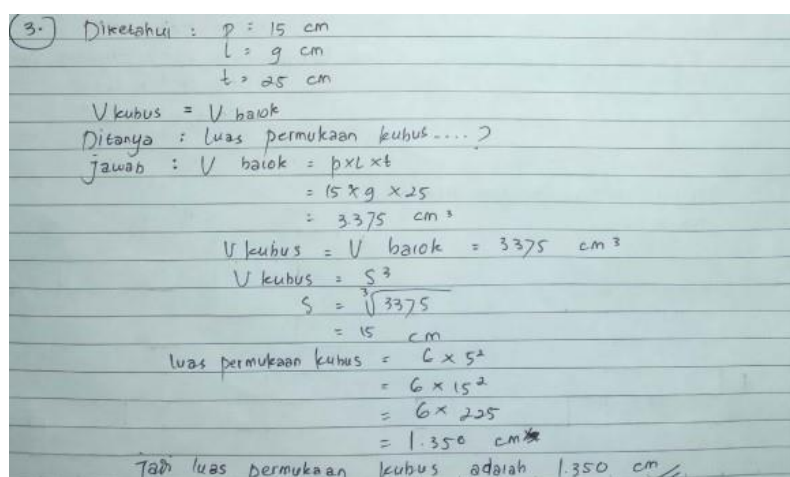 3. Diketahui : p = 15 cm
l = 9 cm
t = 25 cm
V kubus = V balok
Ditanya : luas permukaan kubus....?
Jawab : V balok = p x L x t
= 15 x 9 x 25
= 3.375 cm³
V kubus = V balok = 3375 cm³
V kubus = S³
S = ³√3375
= 15 cm
luas permukaan kubus = 6 x S²
= 6 x 15²
= 6 x 225
= 1.350 cm
Jadi luas permukaan kubus adalah 1.350 cm